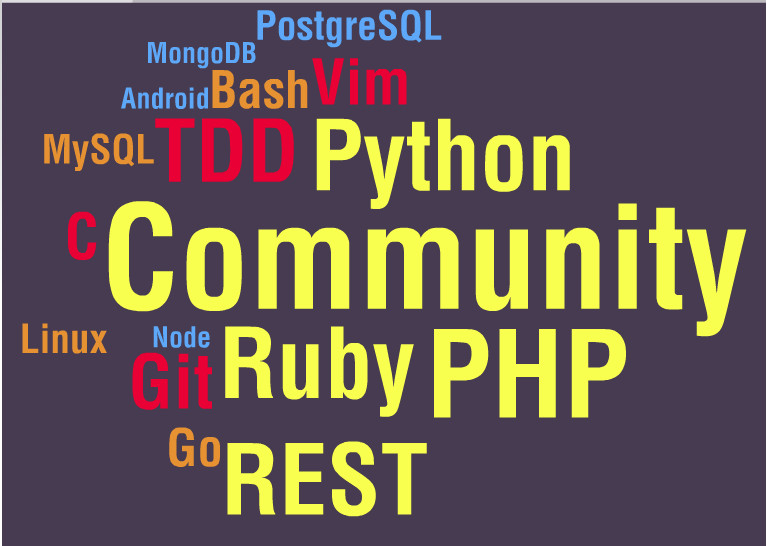 PostgreSQL
MongoDB
Bash Vim
Android
MySQL TDD Python
C Community
Linux Node Ruby PHP
Git
Go REST